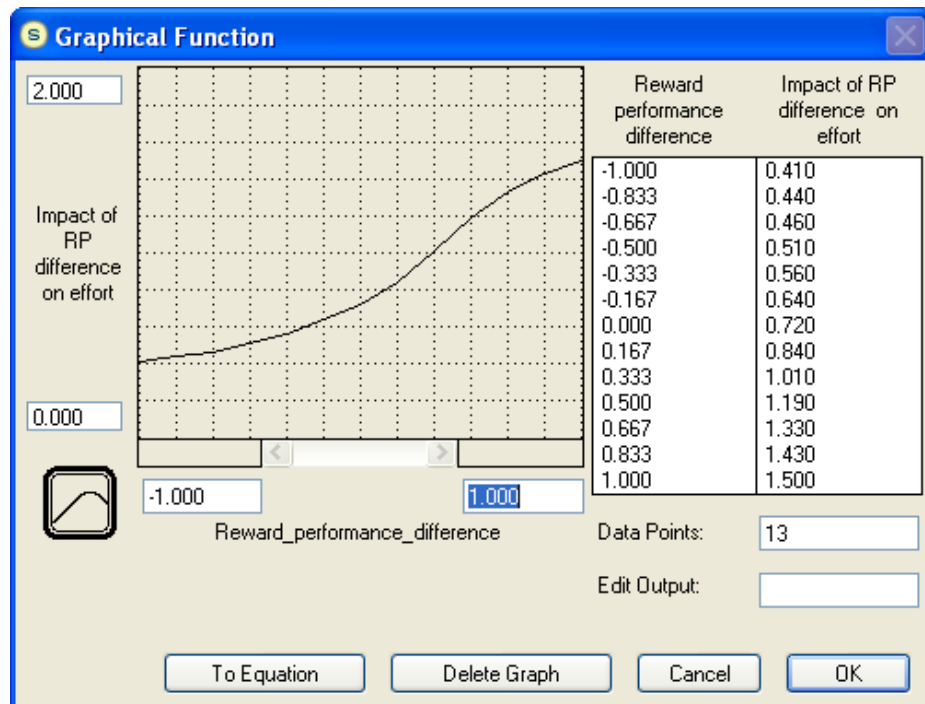 S Graphical Function
2.000
Impact of
RP
difference
on effort
0.000
-1.000 1.000
Reward_performance_difference
Reward
performance
difference
Impact of RP
difference on
effort
-1.000 0.410
-0.833 0.440
-0.667 0.460
-0.500 0.510
-0.333 0.560
-0.167 0.640
0.000 0.720
0.167 0.840
0.333 1.010
0.500 1.190
0.667 1.330
0.833 1.430
1.000 1.500
Data Points: 13
Edit Output:
To Equation Delete Graph Cancel OK